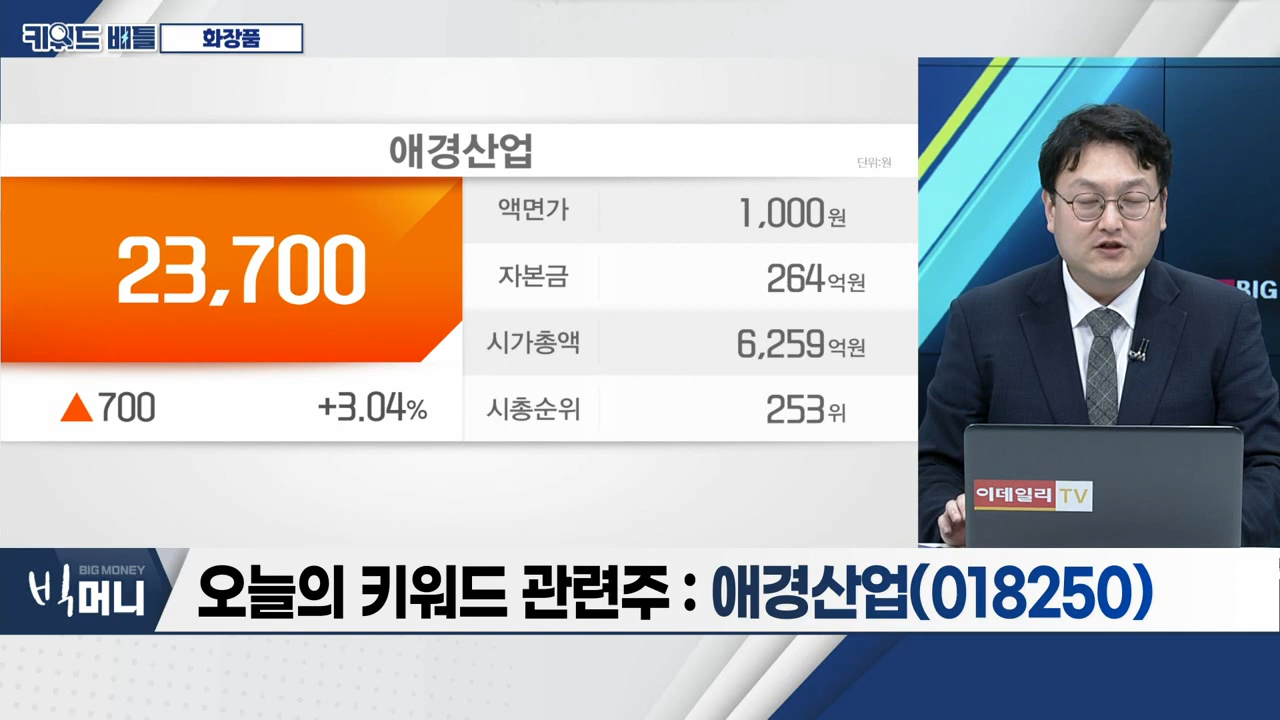 키워드 배틀 화장품
애경산업
단위:원
23,700
▲700 +3.04%
액면가 1,000원
자본금 264억원
시가총액 6,259억원
시총순위 253위
BIG
이데일리 TV
BIG MONEY
빅머니
오늘의 키워드 관련주 : 애경산업(018250)